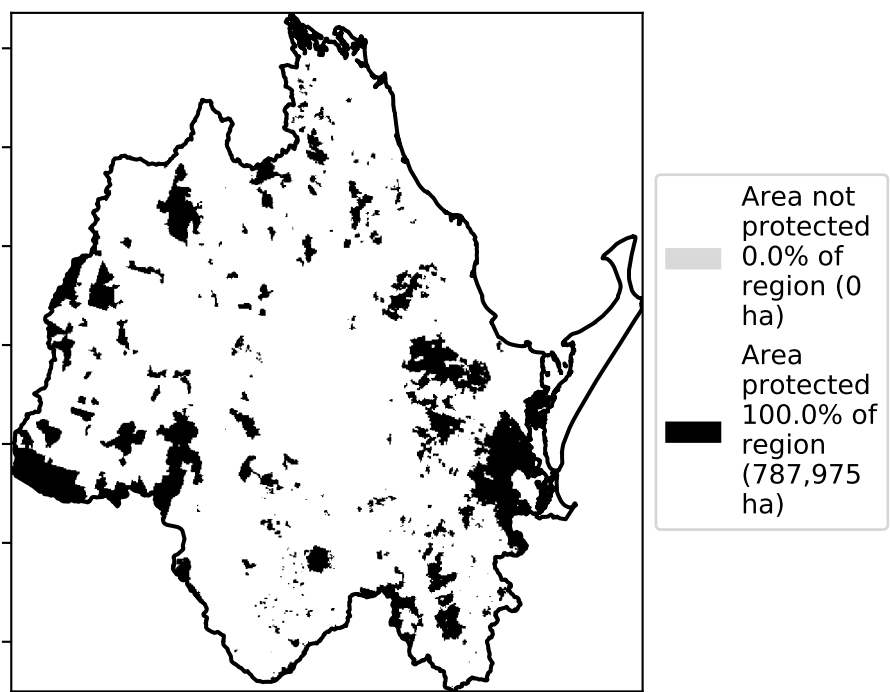 Area not
protected
0.0% of
region (0
ha)
Area
protected
100.0% of
region
(787,975
ha)